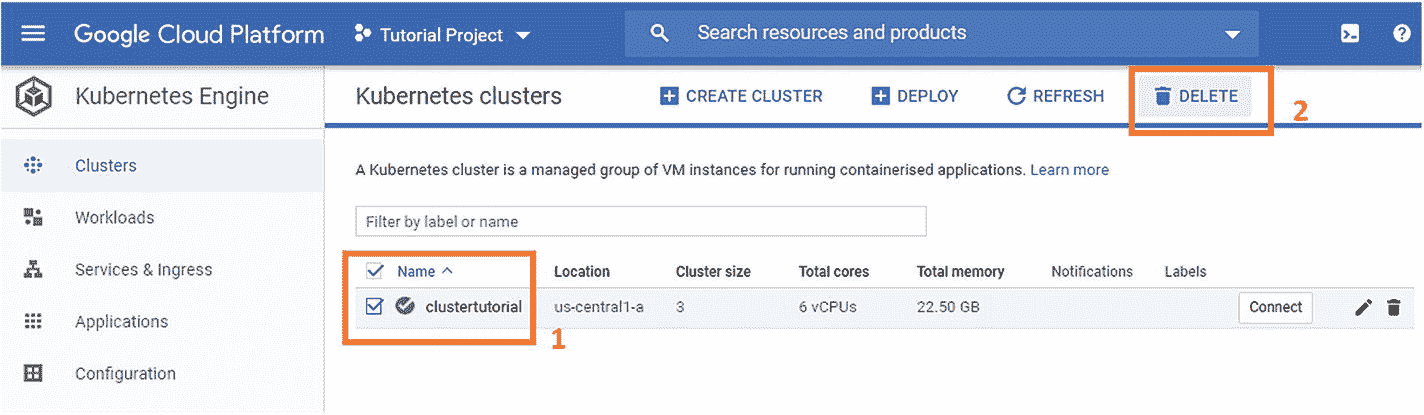 Google Cloud Platform Tutorial Project Search resources and products
Kubernetes Engine
Kubernetes clusters CREATE CLUSTER DEPLOY REFRESH DELETE 2
Clusters
Workloads
Services & Ingress
Applications
Configuration
A Kubernetes cluster is a managed group of VM instances for running containerised applications. Learn more
Filter by label or name
Name Location Cluster size Total cores Total memory Notifications Labels
clustertutorial us-central1-a 3 6 vCPUs 22.50 GB Connect
1